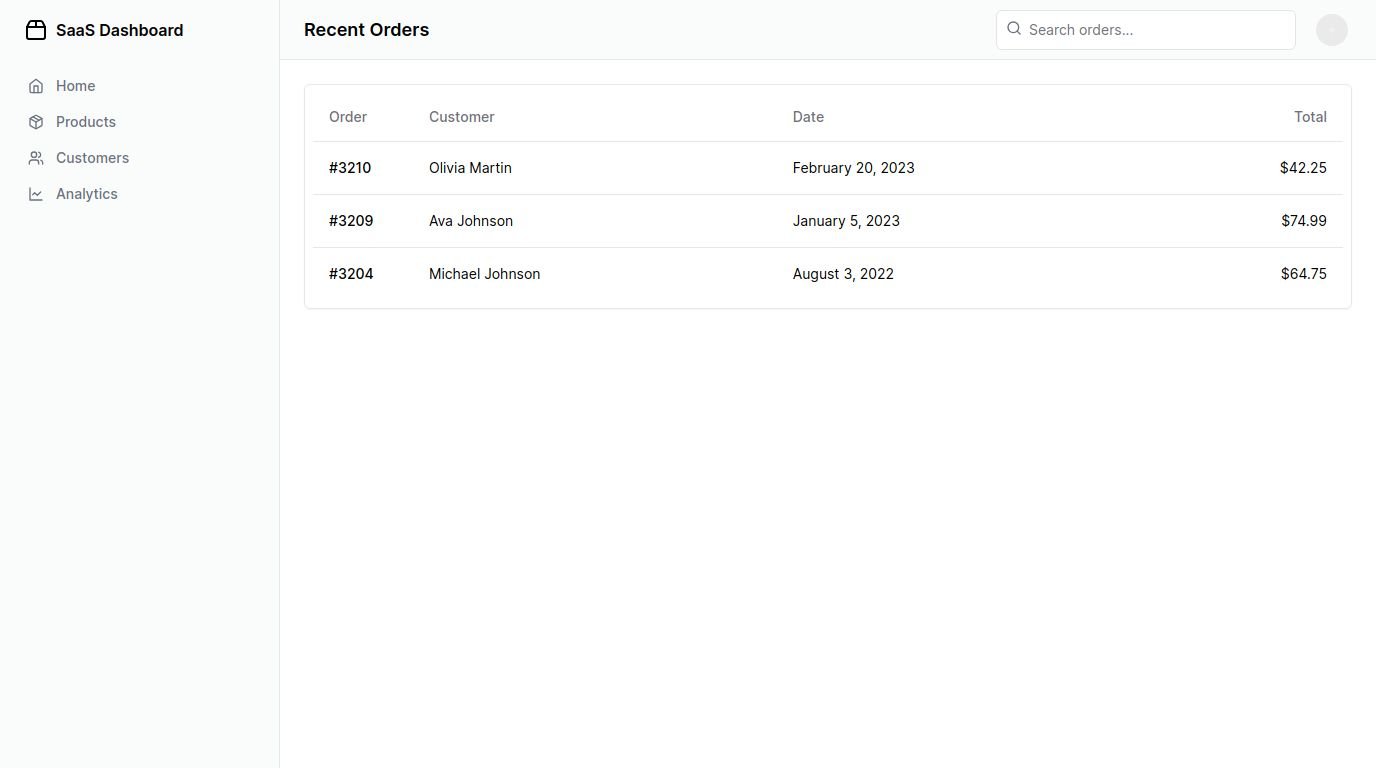 SaaS Dashboard
Home
Products
Customers
Analytics
Recent Orders
Search orders...
Order Customer Date Total
#3210 Olivia Martin February 20, 2023 $42.25
#3209 Ava Johnson January 5, 2023 $74.99
#3204 Michael Johnson August 3, 2022 $64.75